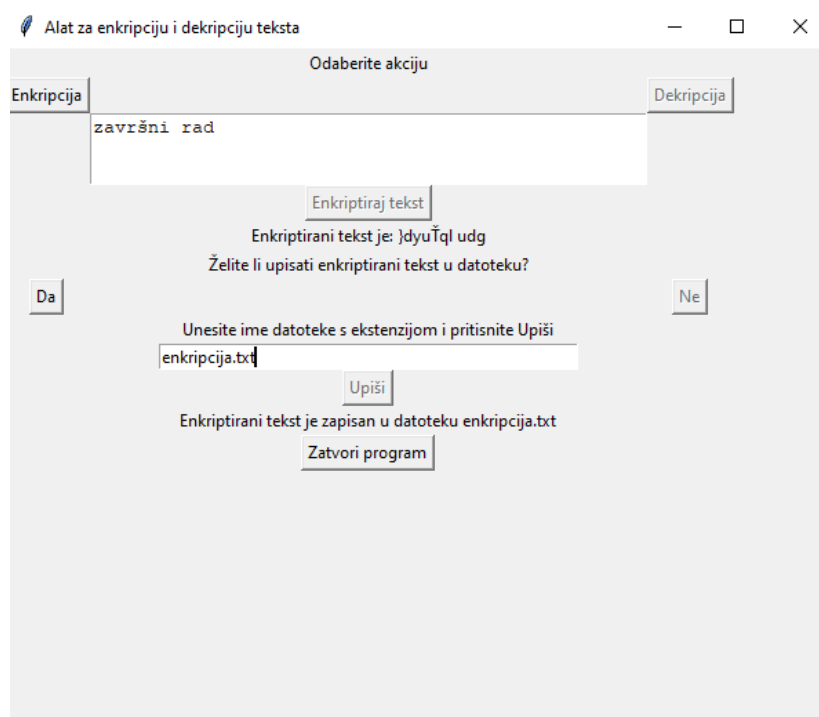 Alat za enkripciju i dekripciju teksta
Odaberite akciju
Enkripcija Dekripcija
završni rad
Enkriptiraj tekst
Enkriptirani tekst je: }dyuŤql udg
Želite li upisati enkriptirani tekst u datoteku?
Da Ne
Unesite ime datoteke s ekstenzijom i pritisnite Upiši
enkripcija.txt
Upiši
Enkriptirani tekst je zapisan u datoteku enkripcija.txt
Zatvori program